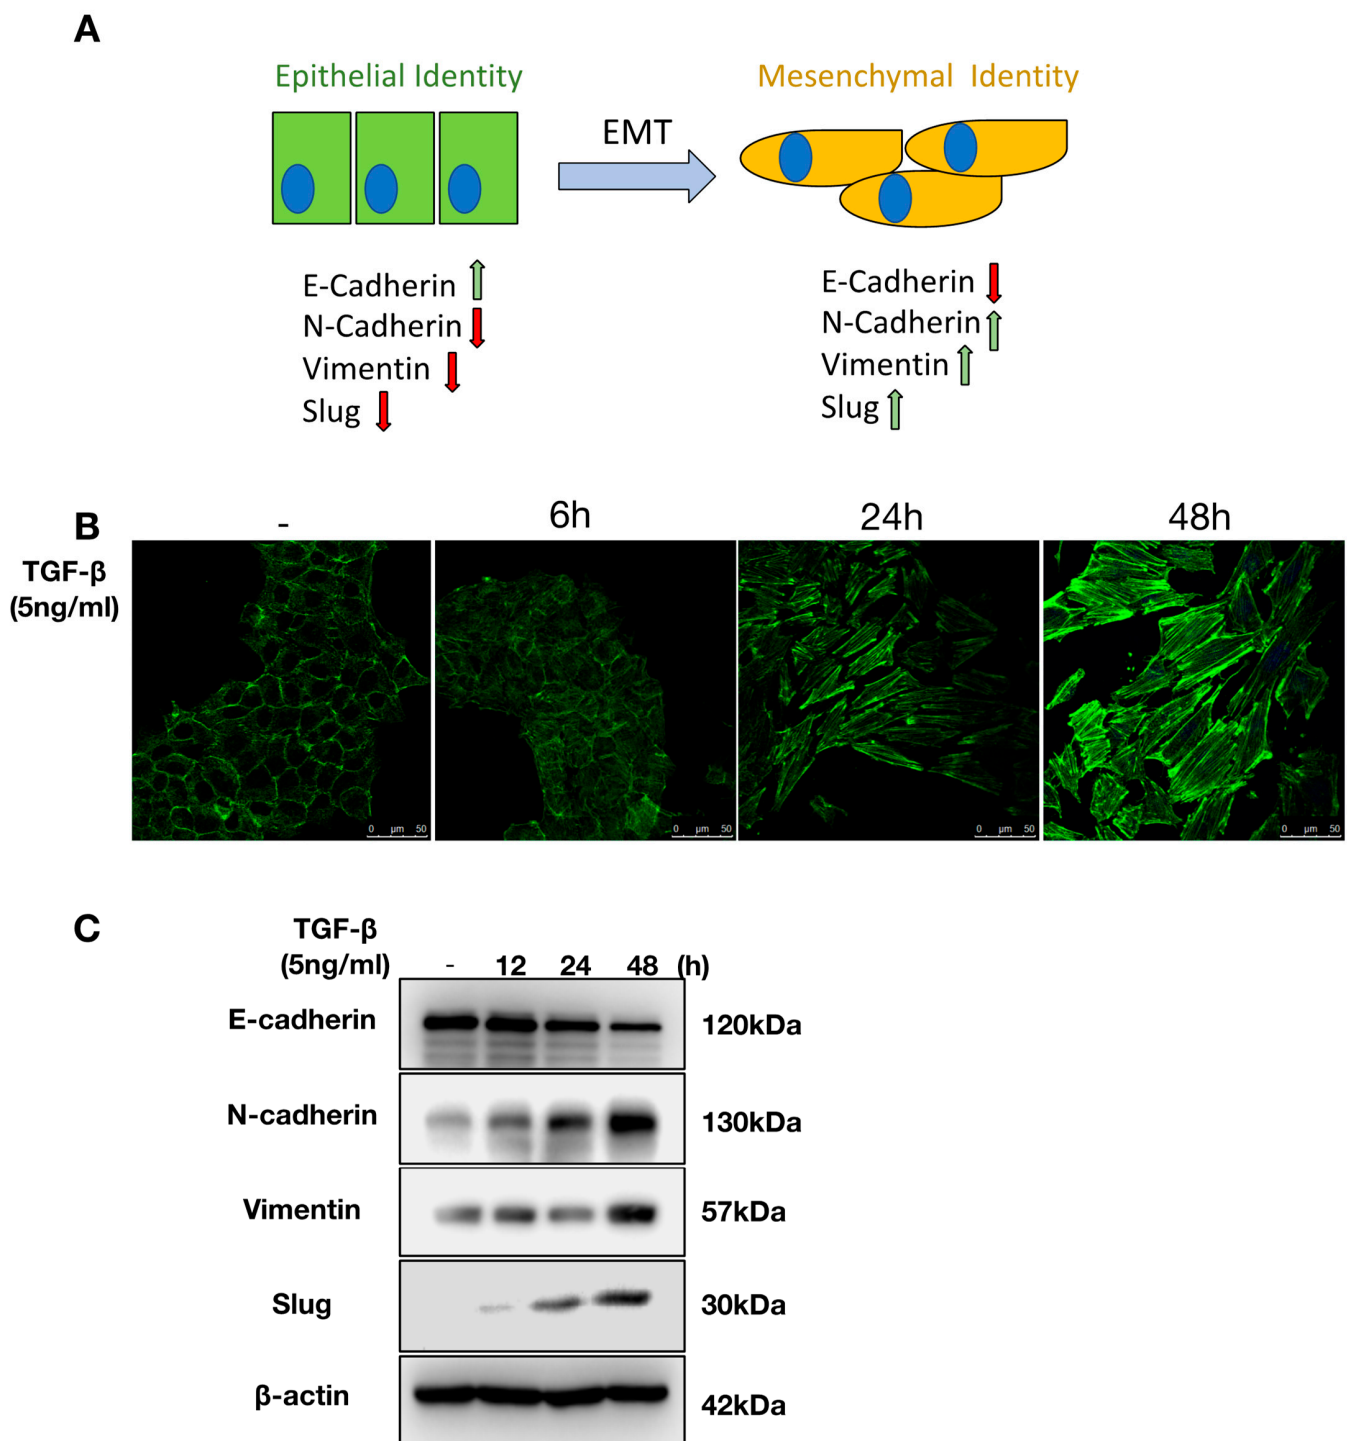 A
Epithelial Identity
Mesenchymal Identity
EMT
E-Cadherin
N-Cadherin
Vimentin
Slug
E-Cadherin
N-Cadherin
Vimentin
Slug
B
- 6h 24h 48h
TGF-β
(5ng/ml)
0 µm 50
0 µm 50
0 µm 50
0 µm 50
C
TGF-β
(5ng/ml) - 12 24 48 (h)
E-cadherin 120kDa
N-cadherin 130kDa
Vimentin 57kDa
Slug 30kDa
β-actin 42kDa